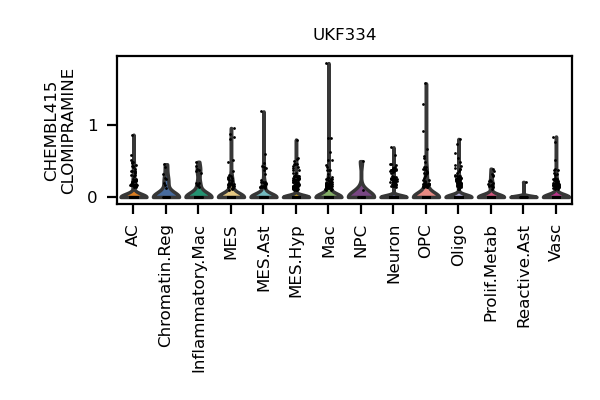 UKF334
CHEMBL415
CLOMIPRAMINE
1
0
AC
Chromatin.Reg
Inflammatory.Mac
MES
MES.Ast
MES.Hyp
Mac
NPC
Neuron
OPC
Oligo
Prolif.Metab
Reactive.Ast
Vasc